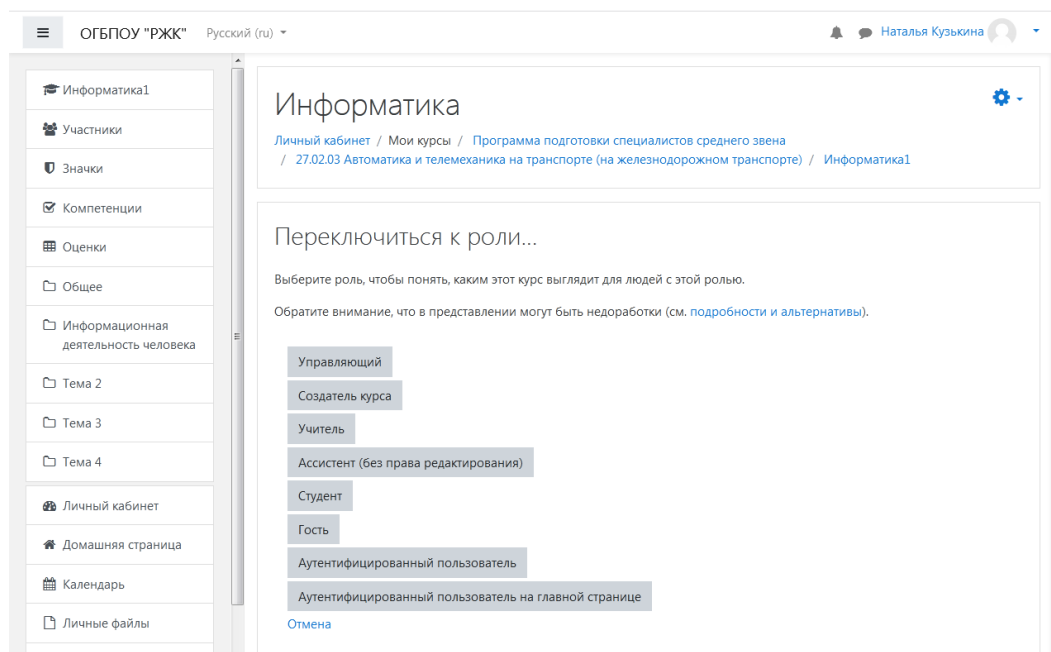 ОГБПОУ "РЖК" Русский (ru) Наталья Кузькина
Информатика1
Участники
Значки
Компетенции
Оценки
Общее
Информационная
деятельность человека
Тема 2
Тема 3
Тема 4
Личный кабинет
Домашняя страница
Календарь
Личные файлы
Информатика
Личный кабинет / Мои курсы / Программа подготовки специалистов среднего звена
/ 27.02.03 Автоматика и телемеханика на транспорте (на железнодорожном транспорте) / Информатика1
Переключиться к роли...
Выберите роль, чтобы понять, каким этот курс выглядит для людей с этой ролью.
Обратите внимание, что в представлении могут быть недоработки (см. подробности и альтернативы).
Управляющий
Создатель курса
Учитель
Ассистент (без права редактирования)
Студент
Гость
Аутентифицированный пользователь
Аутентифицированный пользователь на главной странице
Отмена